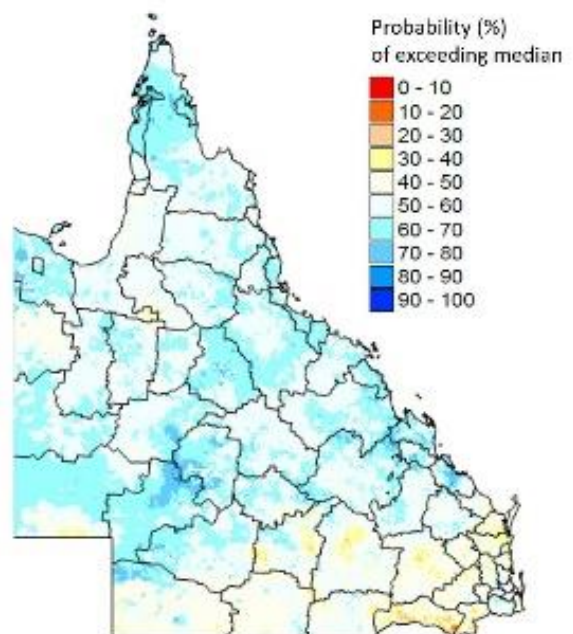 Probability (%)
of exceeding median
0 - 10
10 - 20
20 - 30
30 - 40
40 - 50
50 - 60
60 - 70
70 - 80
80 - 90
90 - 100